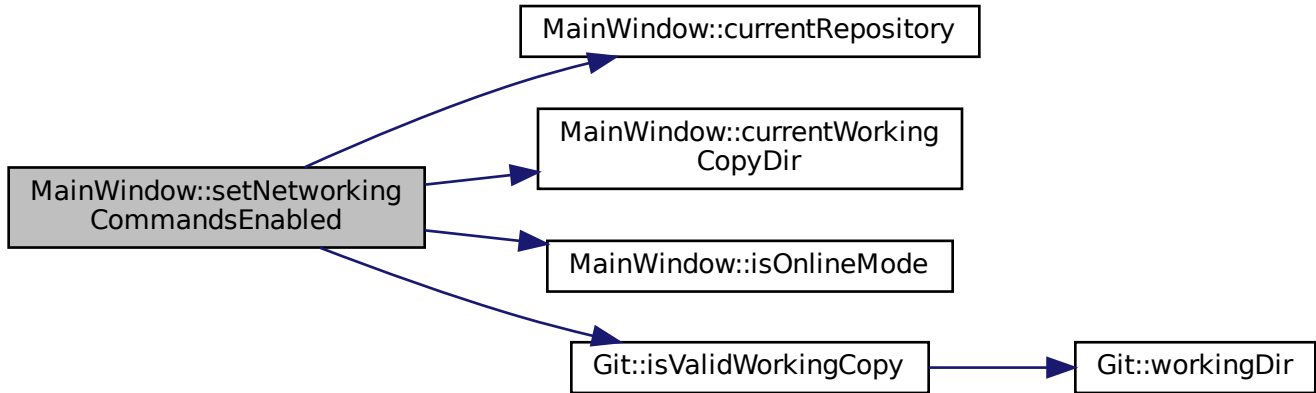 MainWindow::currentRepository
MainWindow::currentWorking
CopyDir
MainWindow::setNetworking
CommandsEnabled
MainWindow::isOnlineMode
Git::isValidWorkingCopy
Git::workingDir